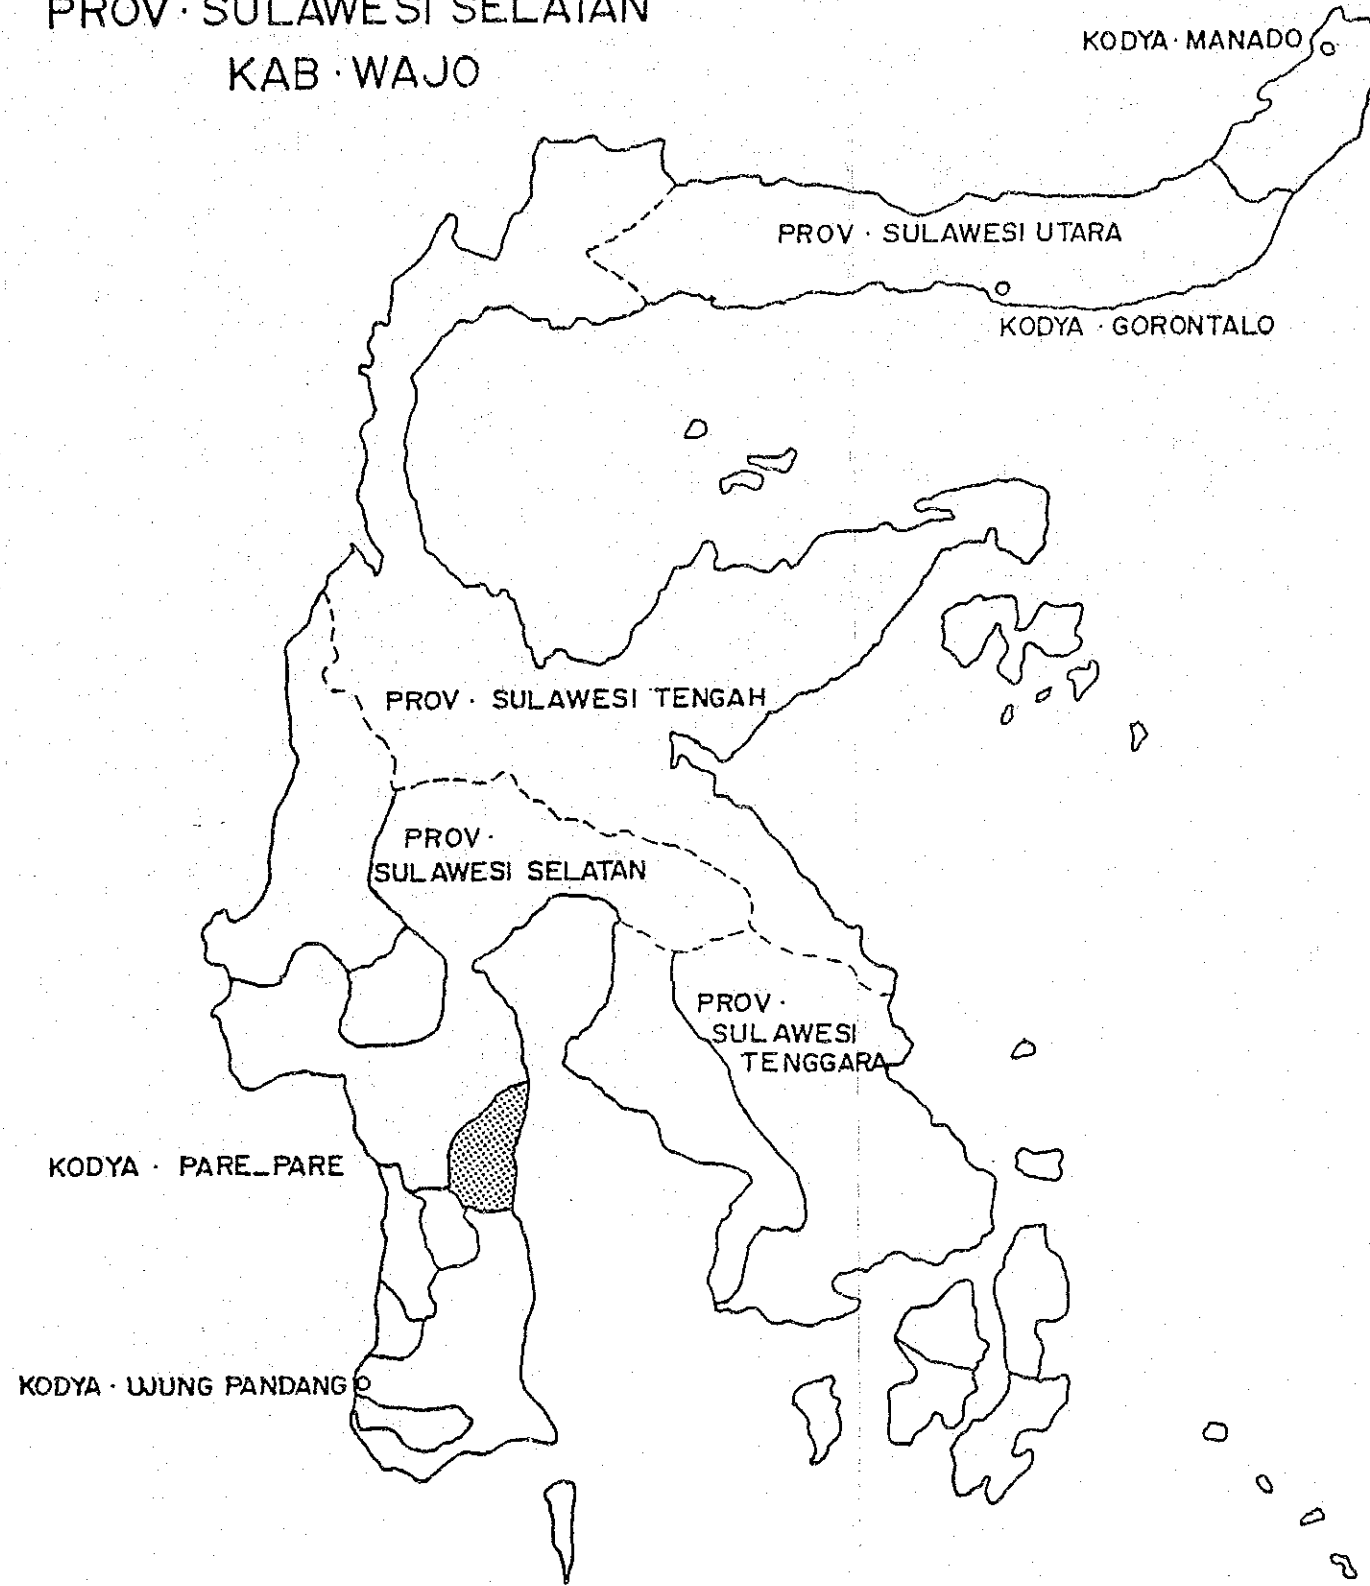 PROV · SULAWESI SELATAN
KAB · WAJO
KODYA · MANADO
PROV · SULAWESI UTARA
KODYA · GORONTALO
PROV · SULAWESI TENGAH
PROV ·
SULAWESI SELATAN
PROV ·
SULAWESI
TENGGARA
KODYA · PARE_PARE
KODYA · UJUNG PANDANG